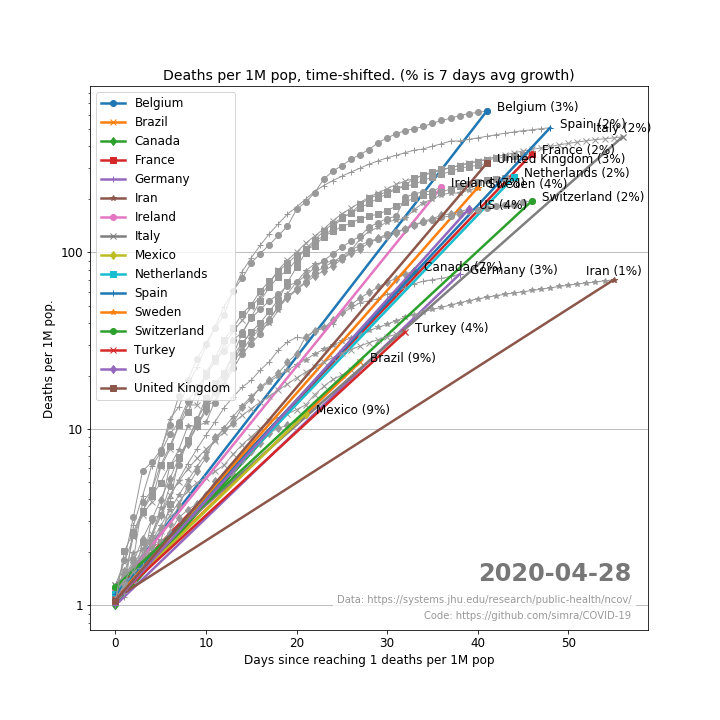 Deaths per 1M pop, time-shifted. (% is 7 days avg growth)
Deaths per 1M pop.
100
10
1
Belgium
Brazil
Canada
France
Germany
Iran
Ireland
Italy
Mexico
Netherlands
Spain
Sweden
Switzerland
Turkey
US
United Kingdom
Belgium (3%)
Spain (2%)
Italy (2%)
France (2%)
United Kingdom (3%)
Netherlands (2%)
Ireland (7%)
Sweden (4%)
Switzerland (2%)
US (4%)
Canada (7%)
Germany (3%)
Iran (1%)
Turkey (4%)
Brazil (9%)
Mexico (9%)
2020-04-28
Data: https://systems.jhu.edu/research/public-health/ncov/
Code: https://github.com/simra/COVID-19
0 10 20 30 40 50
Days since reaching 1 deaths per 1M pop